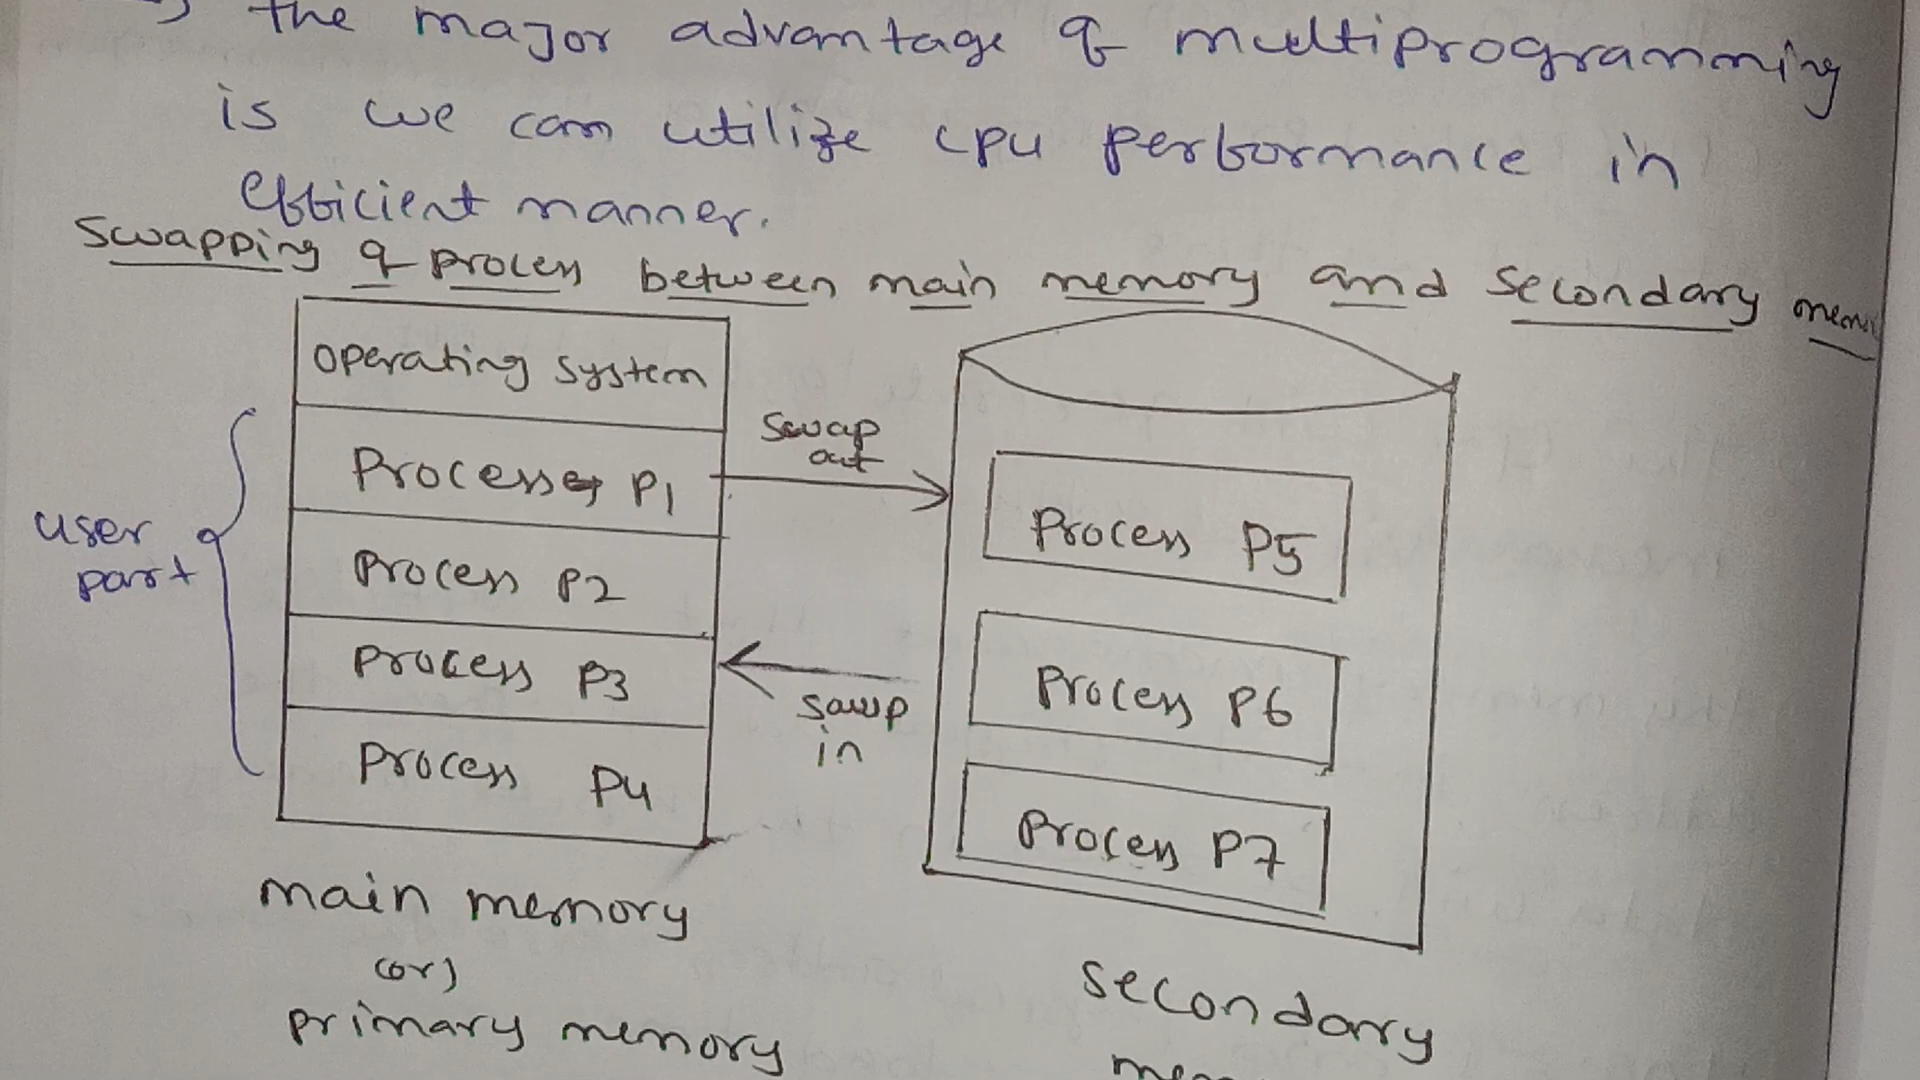 the major advantage of multiprogramming
is we can utilize cpu performance in
efficient manner.
Swapping of process between main memory and Secondary
operating system
Process P1
Swap
out
Process P5
user
part
Process P2
Process P3
Process P6
sawp
in
Process P4
Process P7
main memory
(or)
primary memory
secondary